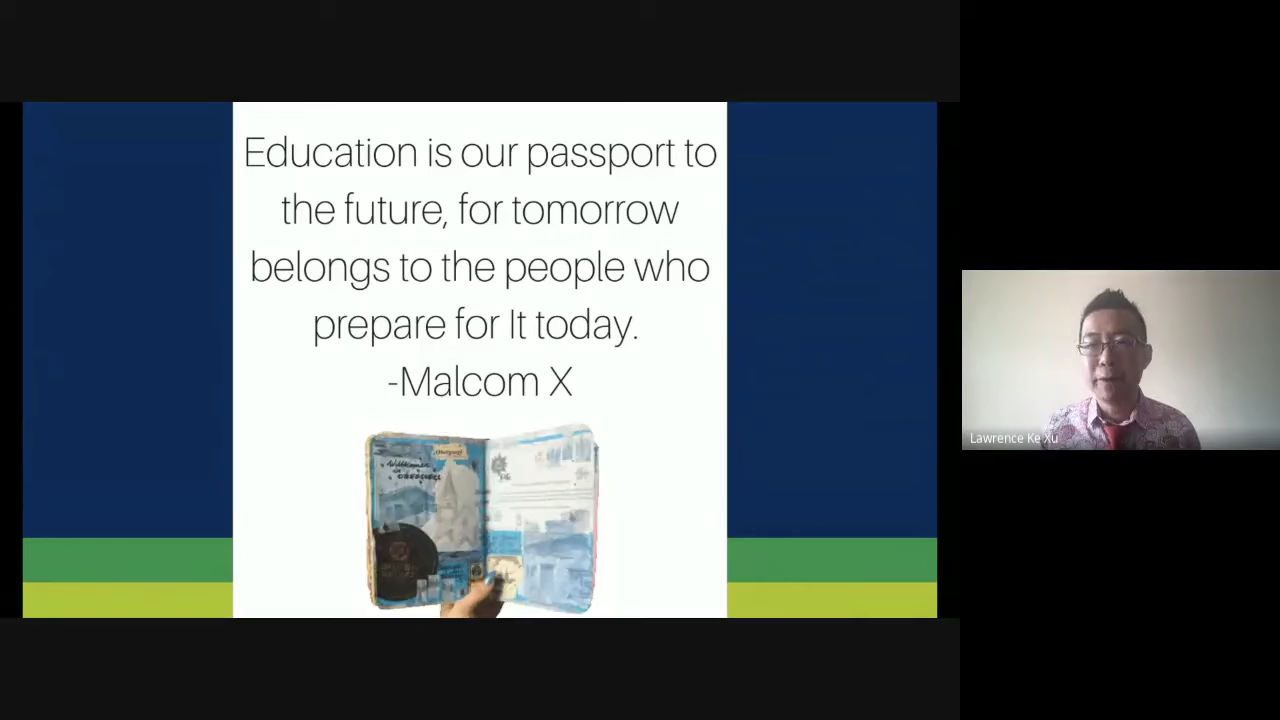 Education is our passport to
the future, for tomorrow
belongs to the people who
prepare for It today.
-Malcom X
Lawrence Ke Xu